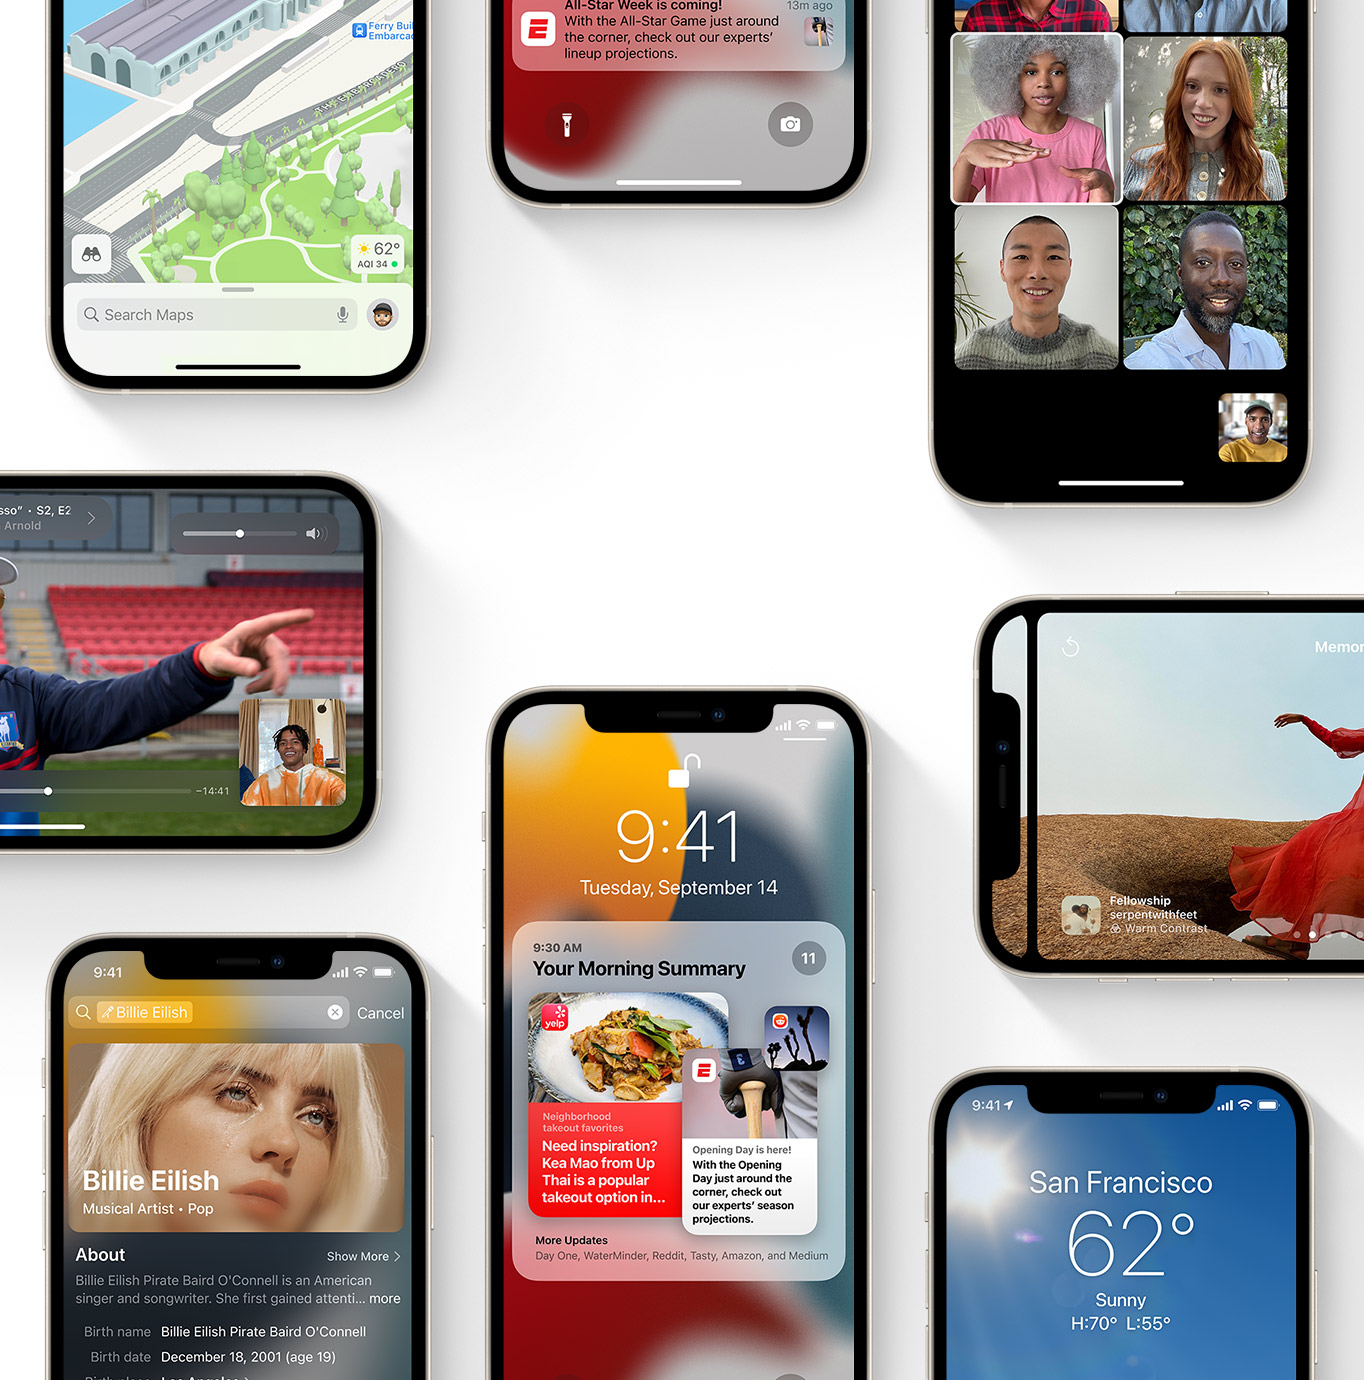 Ferry Buil
Embarcad
THE EMBARCADERO
62°
AQI 34
Search Maps
All-Star Week is coming!
13m ago
With the All-Star Game just around
the corner, check out our experts'
lineup projections.
sso” • S2, E2
Arnold
−14:41
Memor
Fellowship
serpentwithfeet
Warm Contrast
9:41
Tuesday, September 14
9:30 AM
Your Morning Summary
11
yelp
Neighborhood
takeout favorites
Need inspiration?
Kea Mao from Up
Thai is a popular
takeout option in...
Opening Day is here!
With the Opening
Day just around the
corner, check out
our experts' season
projections.
More Updates
Day One, WaterMinder, Reddit, Tasty, Amazon, and Medium
9:41
Billie Eilish
Cancel
Billie Eilish
Musical Artist • Pop
About
Show More
Billie Eilish Pirate Baird O'Connell is an American
singer and songwriter. She first gained attenti... more
Birth name Billie Eilish Pirate Baird O'Connell
Birth date December 18, 2001 (age 19)
9:41
San Francisco
62°
Sunny
H:70° L:55°